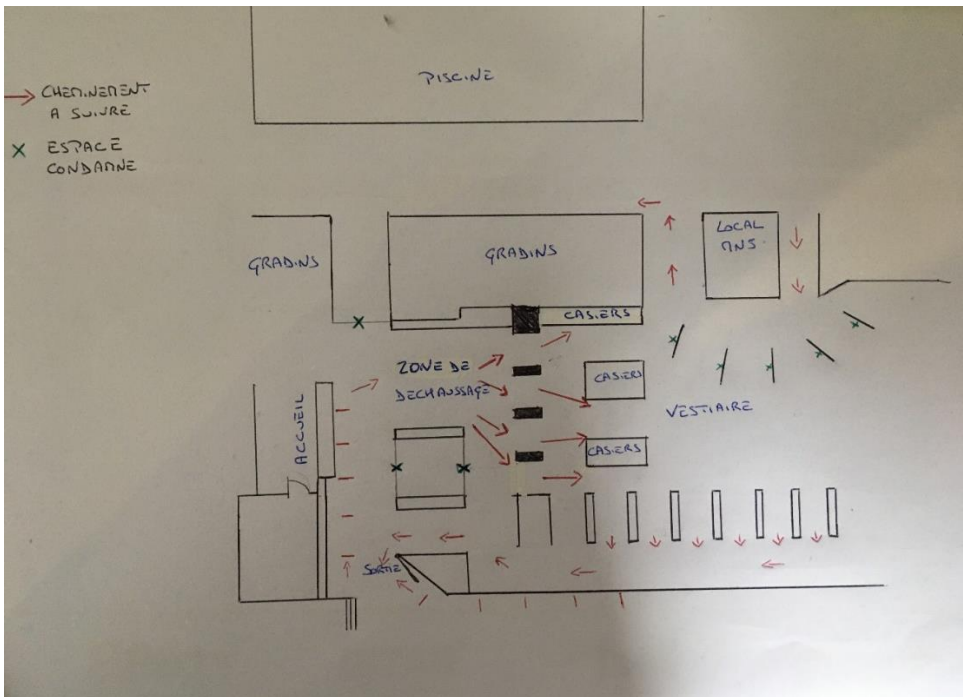 PISCINE
CHEMINEMENT
A SUIVRE
ESPACE
CONDAMNE
GRADINS
GRADINS
LOCAL
MNS.
CASIERS
ZONE DE
DECHAUSSAGE
CASIERS
VESTIAIRE
ACCUEIL
CASIERS
SORTIE